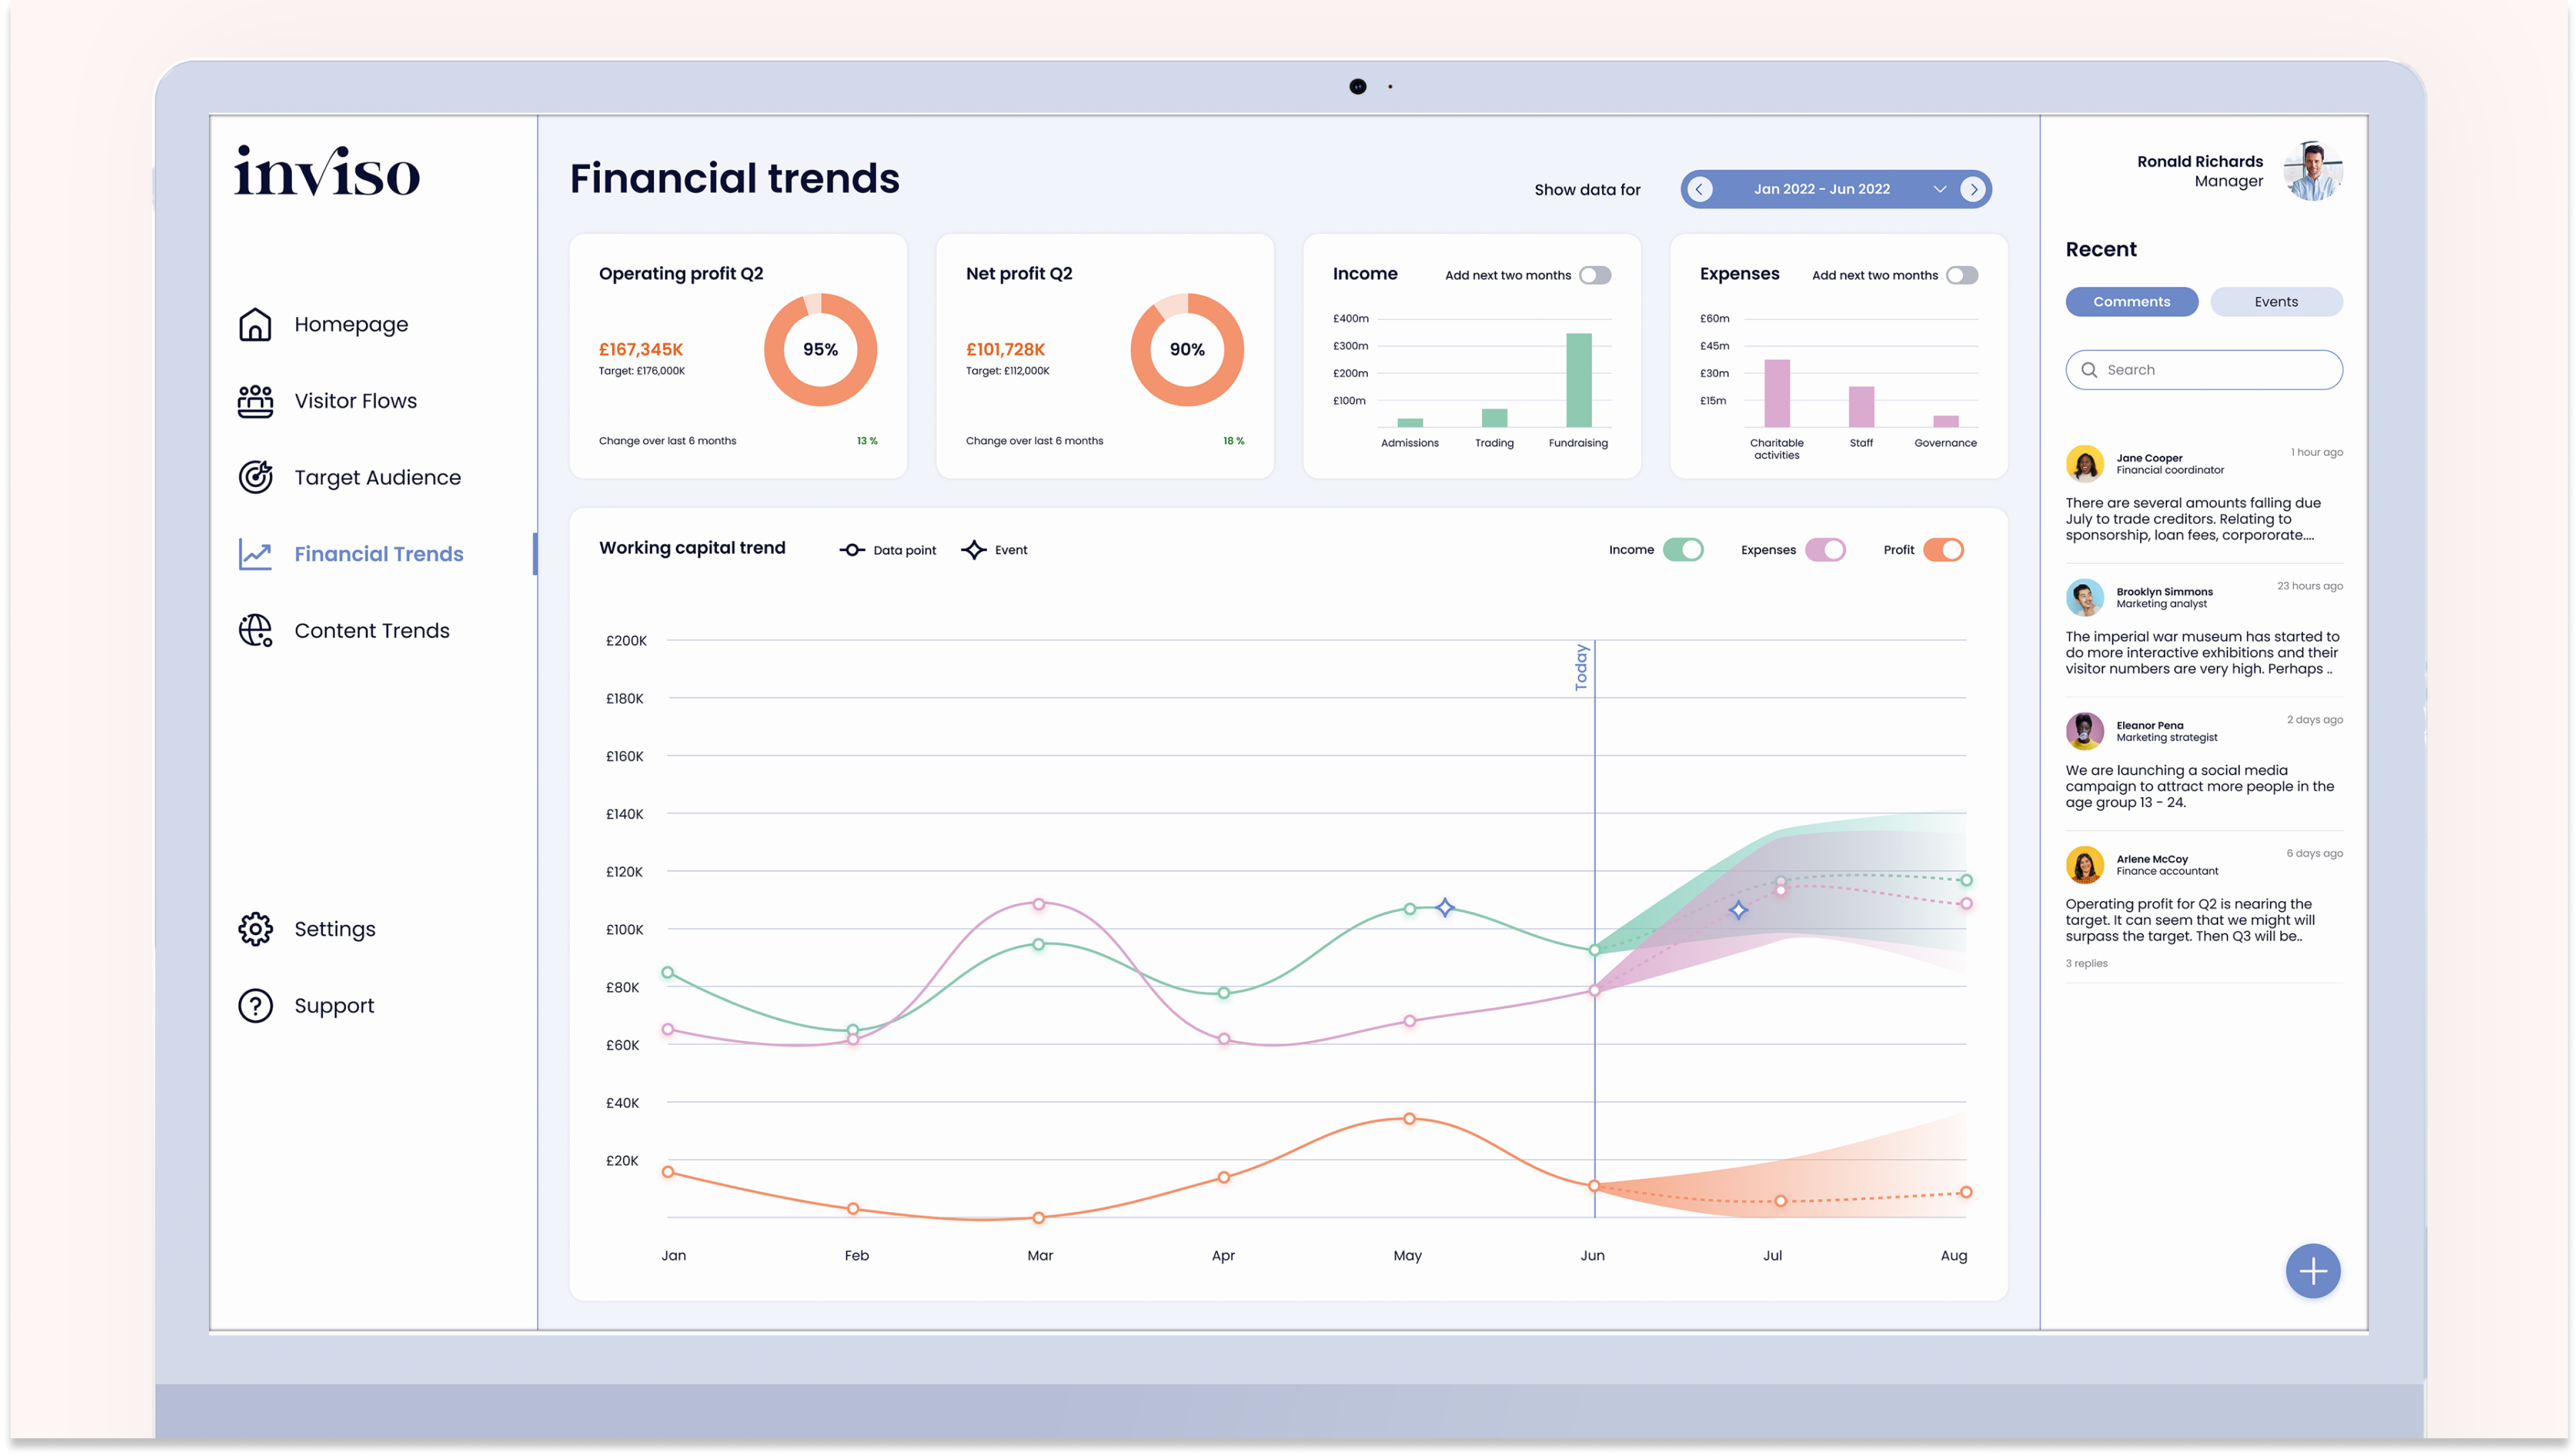 inviso
Homepage
Visitor Flows
Target Audience
Financial Trends
Content Trends
Settings
Support
Financial trends
Show data for
Jan 2022 - Jun 2022
Operating profit Q2
£167,345K
Target: £176,000K
95%
Change over last 6 months
13 %
Net profit Q2
£101,728K
Target: £112,000K
90%
Change over last 6 months
18 %
Income
Add next two months
£400m
£300m
£200m
£100m
Admissions
Trading
Fundraising
Expenses
Add next two months
£60m
£45m
£30m
£15m
Charitable
activities
Staff
Governance
Working capital trend
Data point
Event
Income
Expenses
Profit
£200K
£180K
£160K
£140K
£120K
£100K
£80K
£60K
£40K
£20K
Today
Jan
Feb
Mar
Apr
May
Jun
Jul
Aug
Ronald Richards
Manager
Recent
Comments
Events
Search
Jane Cooper
Financial coordinator
1 hour ago
There are several amounts falling due
July to trade creditors. Relating to
sponsorship, loan fees, corpororate....
Brooklyn Simmons
Marketing analyst
23 hours ago
The imperial war museum has started to
do more interactive exhibitions and their
visitor numbers are very high. Perhaps ..
Eleanor Pena
Marketing strategist
2 days ago
We are launching a social media
campaign to attract more people in the
age group 13 - 24.
Arlene McCoy
Finance accountant
6 days ago
Operating profit for Q2 is nearing the
target. It can seem that we might will
surpass the target. Then Q3 will be..
3 replies